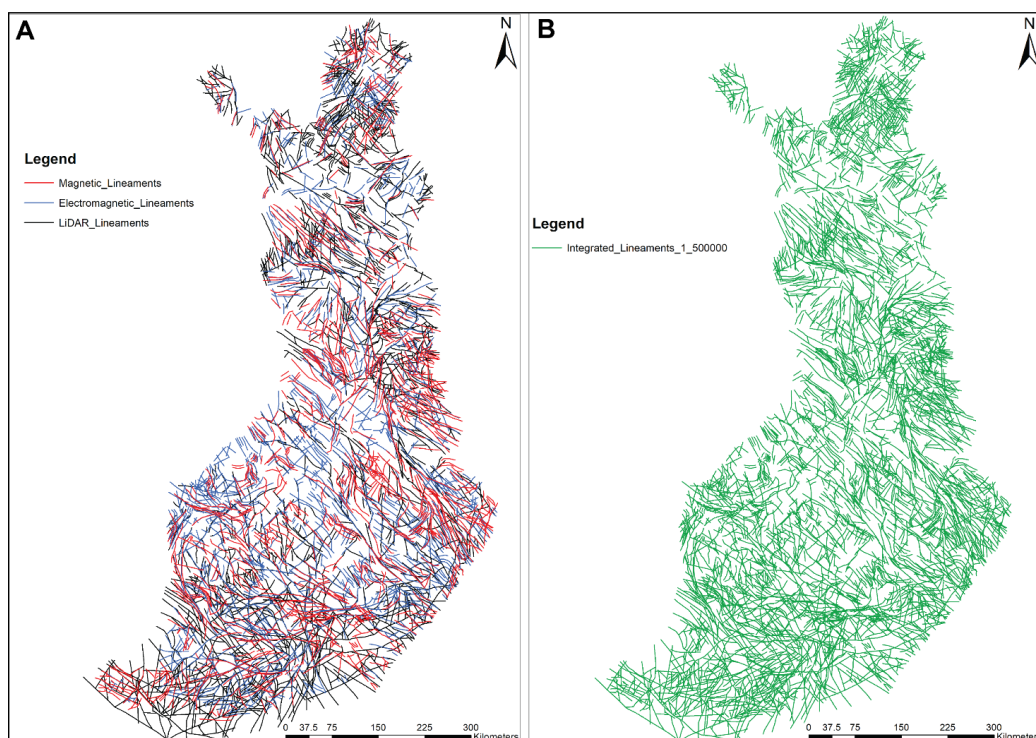 A
N
Legend
Magnetic_Lineaments
Electromagnetic_Lineaments
LiDAR_Lineaments
0 37.5 75 150 225 300
Kilometers
B
N
Legend
Integrated_Lineaments_1_500000
0 37.5 75 150 225 300
Kilometers